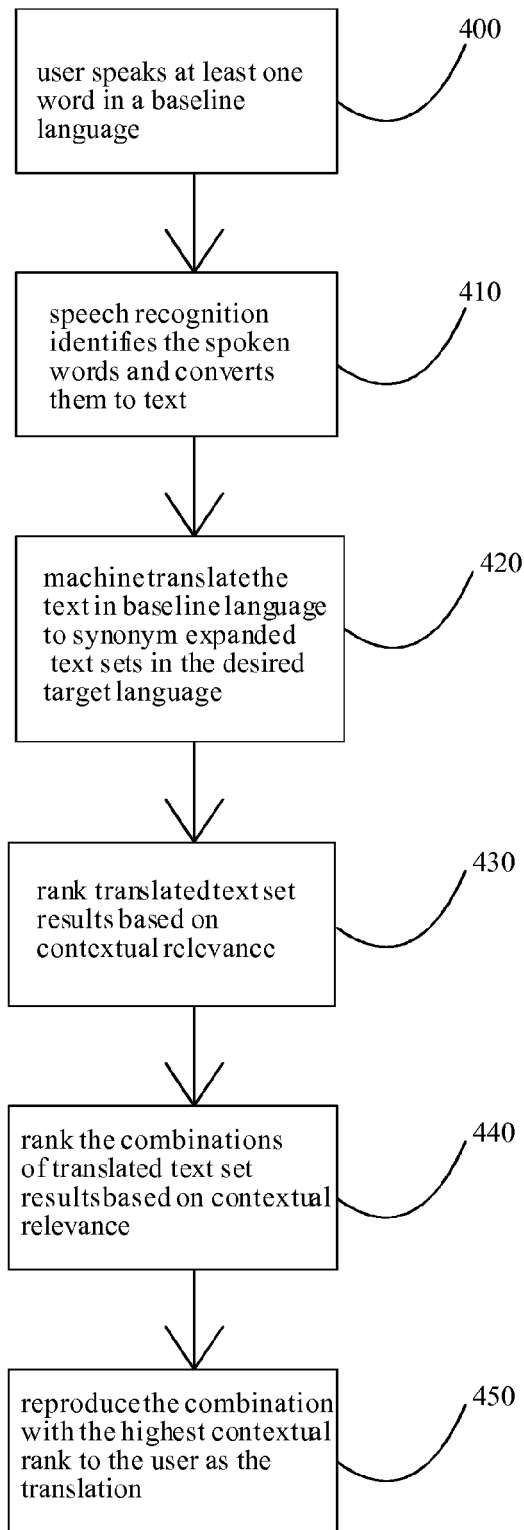 400
user speaks at least one
word in a baseline
language
410
speech recognition
identifies the spoken
words and converts
them to text
420
machine translate the
text in baseline language
to synonym expanded
text sets in the desired
target language
430
rank translated text set
results based on
contextual relevance
440
rank the combinations
of translated text set
results based on contextual
relevance
450
reproduce the combination
with the highest contextual
rank to the user as the
translation